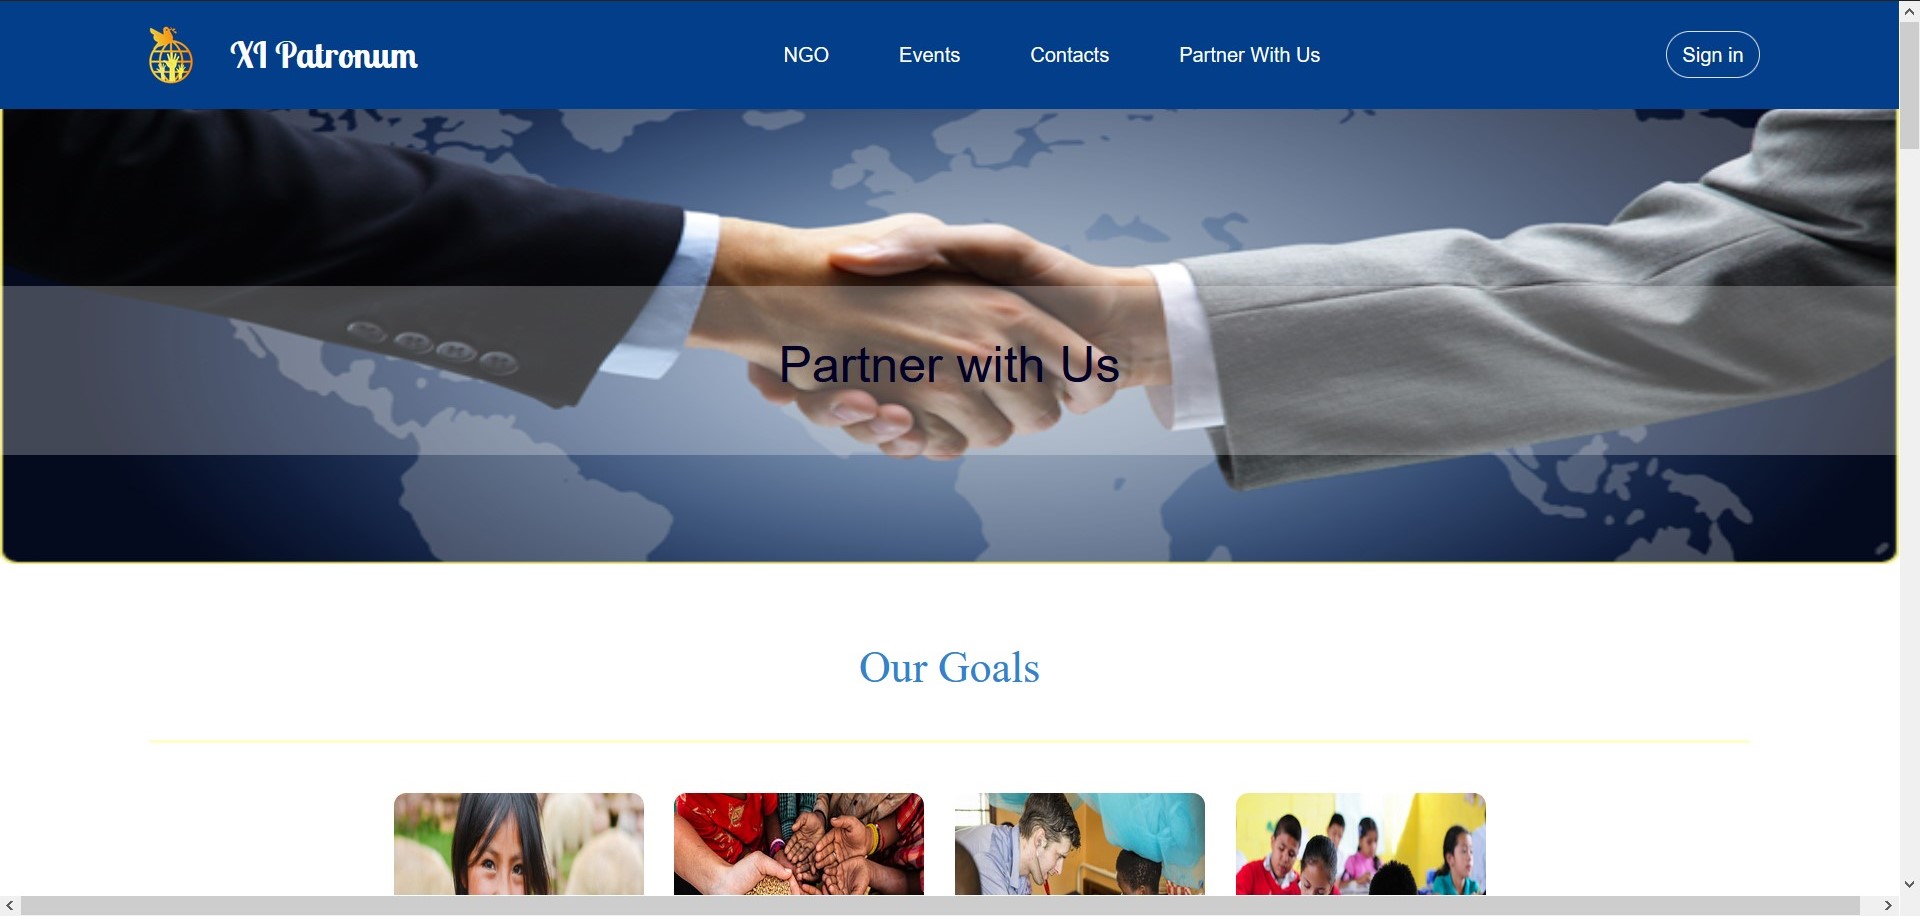 XI Patronum
NGO
Events
Contacts
Partner With Us
Sign in
Partner with Us
Our Goals